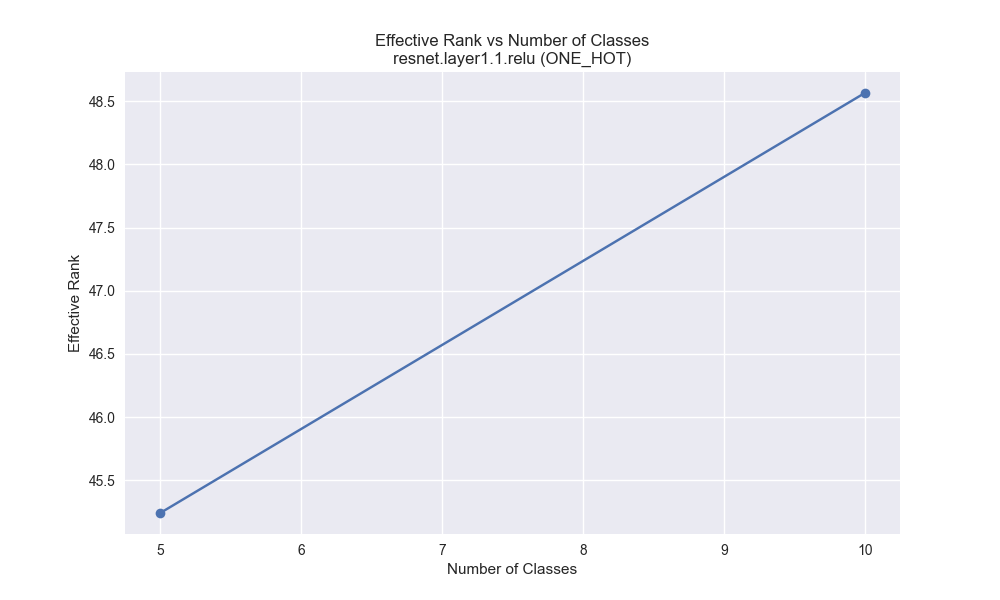 Effective Rank vs Number of Classes
resnet.layer1.1.relu (ONE_HOT)
Effective Rank
48.5
48.0
47.5
47.0
46.5
46.0
45.5
5 6 7 8 9 10
Number of Classes